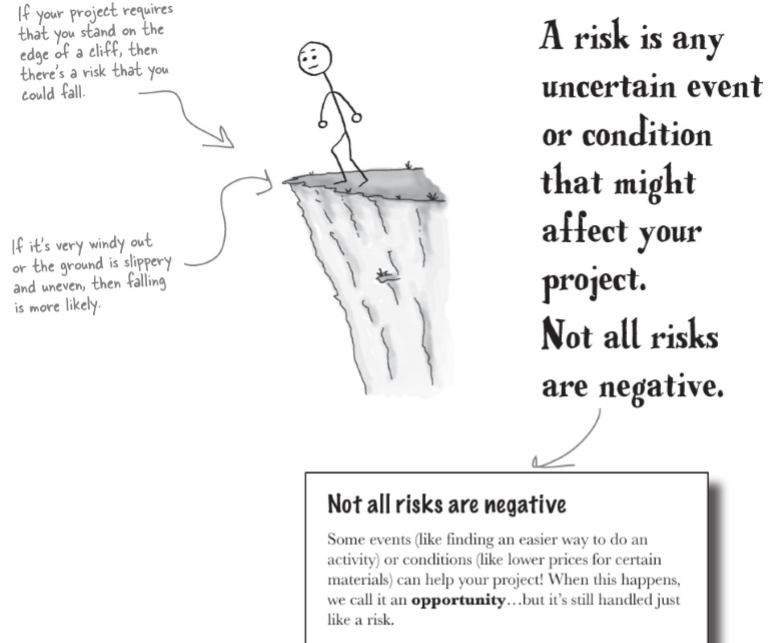 If your project requires
that you stand on the
edge of a cliff, then
there's a risk that you
could fall.
If it's very windy out
or the ground is slippery
and uneven, then falling
is more likely.
A risk is any
uncertain event
or condition
that might
affect your
project.
Not all risks
are negative.
Not all risks are negative
Some events (like finding an easier way to do an
activity) or conditions (like lower prices for certain
materials) can help your project! When this happens,
we call it an opportunity...but it's still handled just
like a risk.